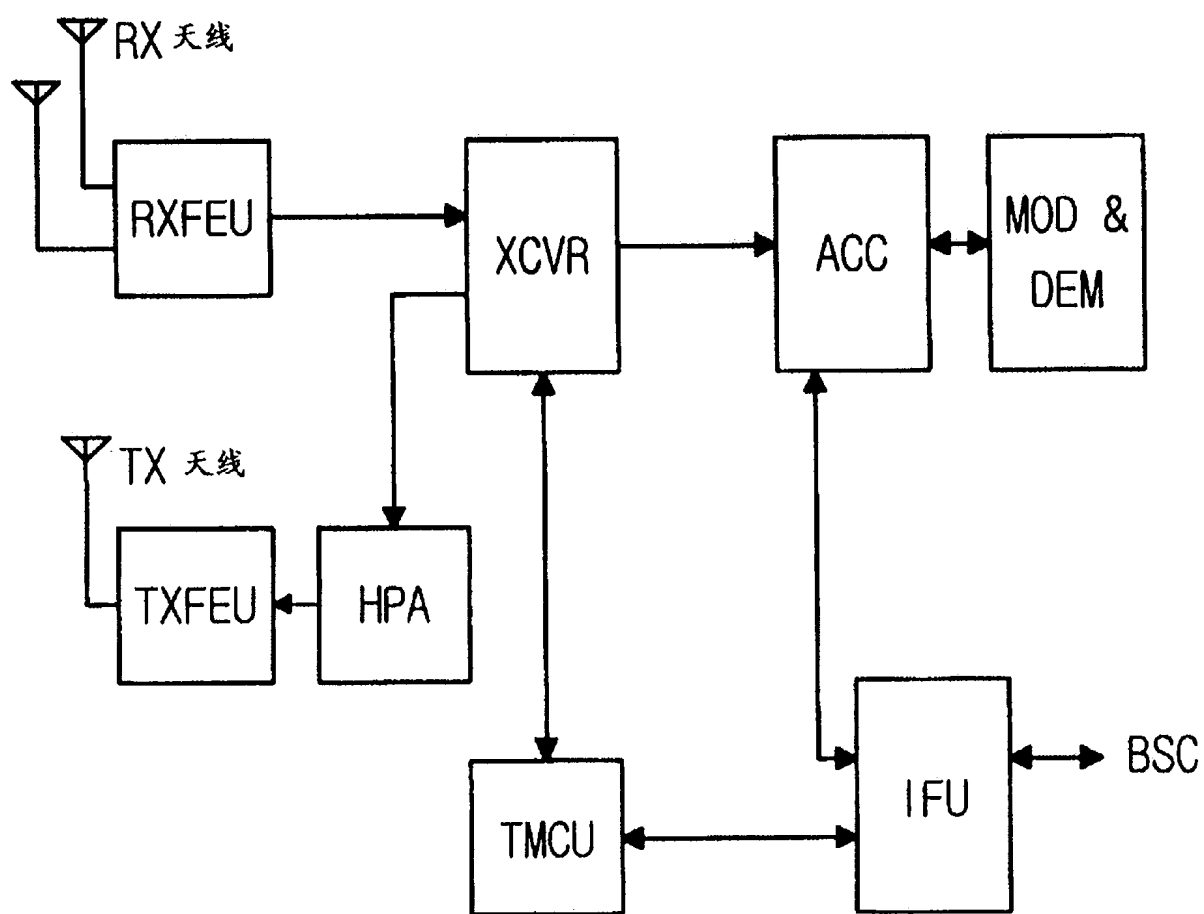 RX 天线
RXFEU
XCVR
ACC
MOD &
DEM
TX 天线
TXFEU
HPA
TMCU
IFU
BSC